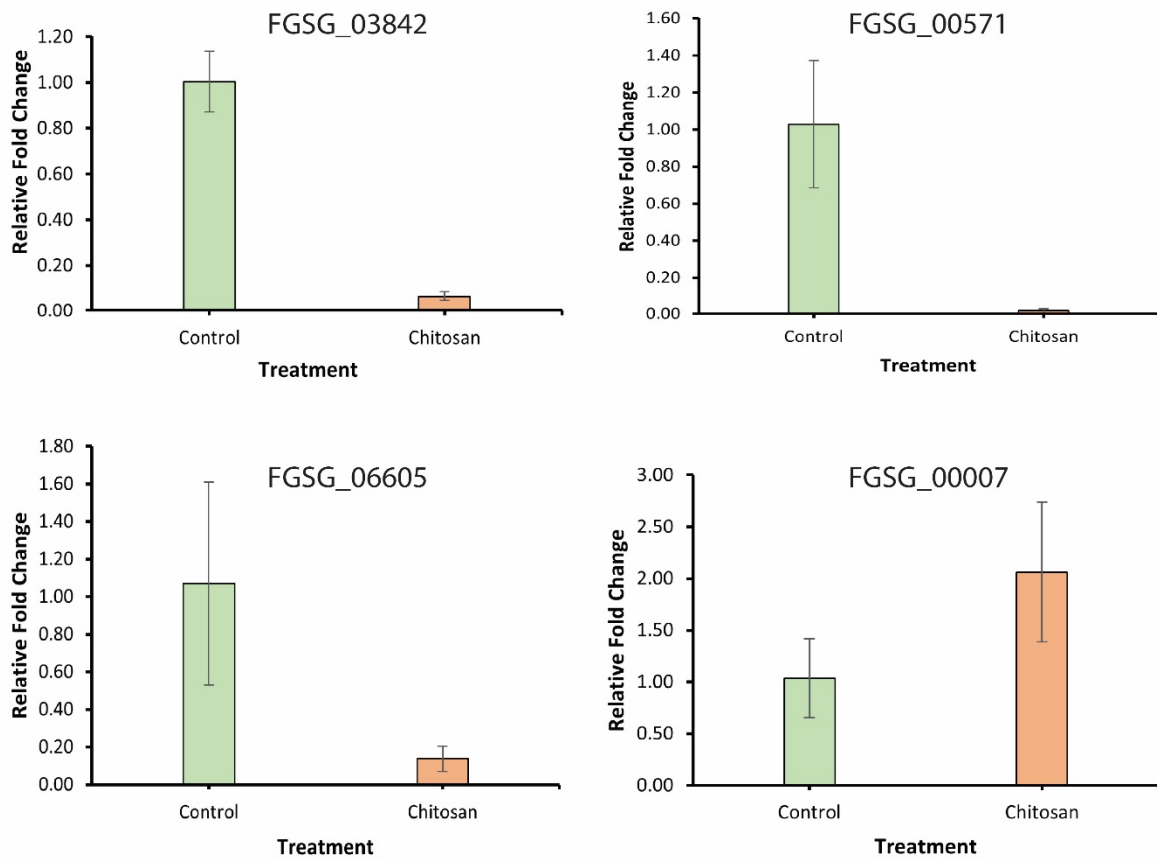 FGSG_03842
Relative Fold Change
1.20
1.00
0.80
0.60
0.40
0.20
0.00
Control Chitosan
Treatment
FGSG_00571
Relative Fold Change
1.60
1.40
1.20
1.00
0.80
0.60
0.40
0.20
0.00
Control Chitosan
Treatment
FGSG_06605
Relative Fold Change
1.80
1.60
1.40
1.20
1.00
0.80
0.60
0.40
0.20
0.00
Control Chitosan
Treatment
FGSG_00007
Relative Fold Change
3.00
2.50
2.00
1.50
1.00
0.50
0.00
Control Chitosan
Treatment